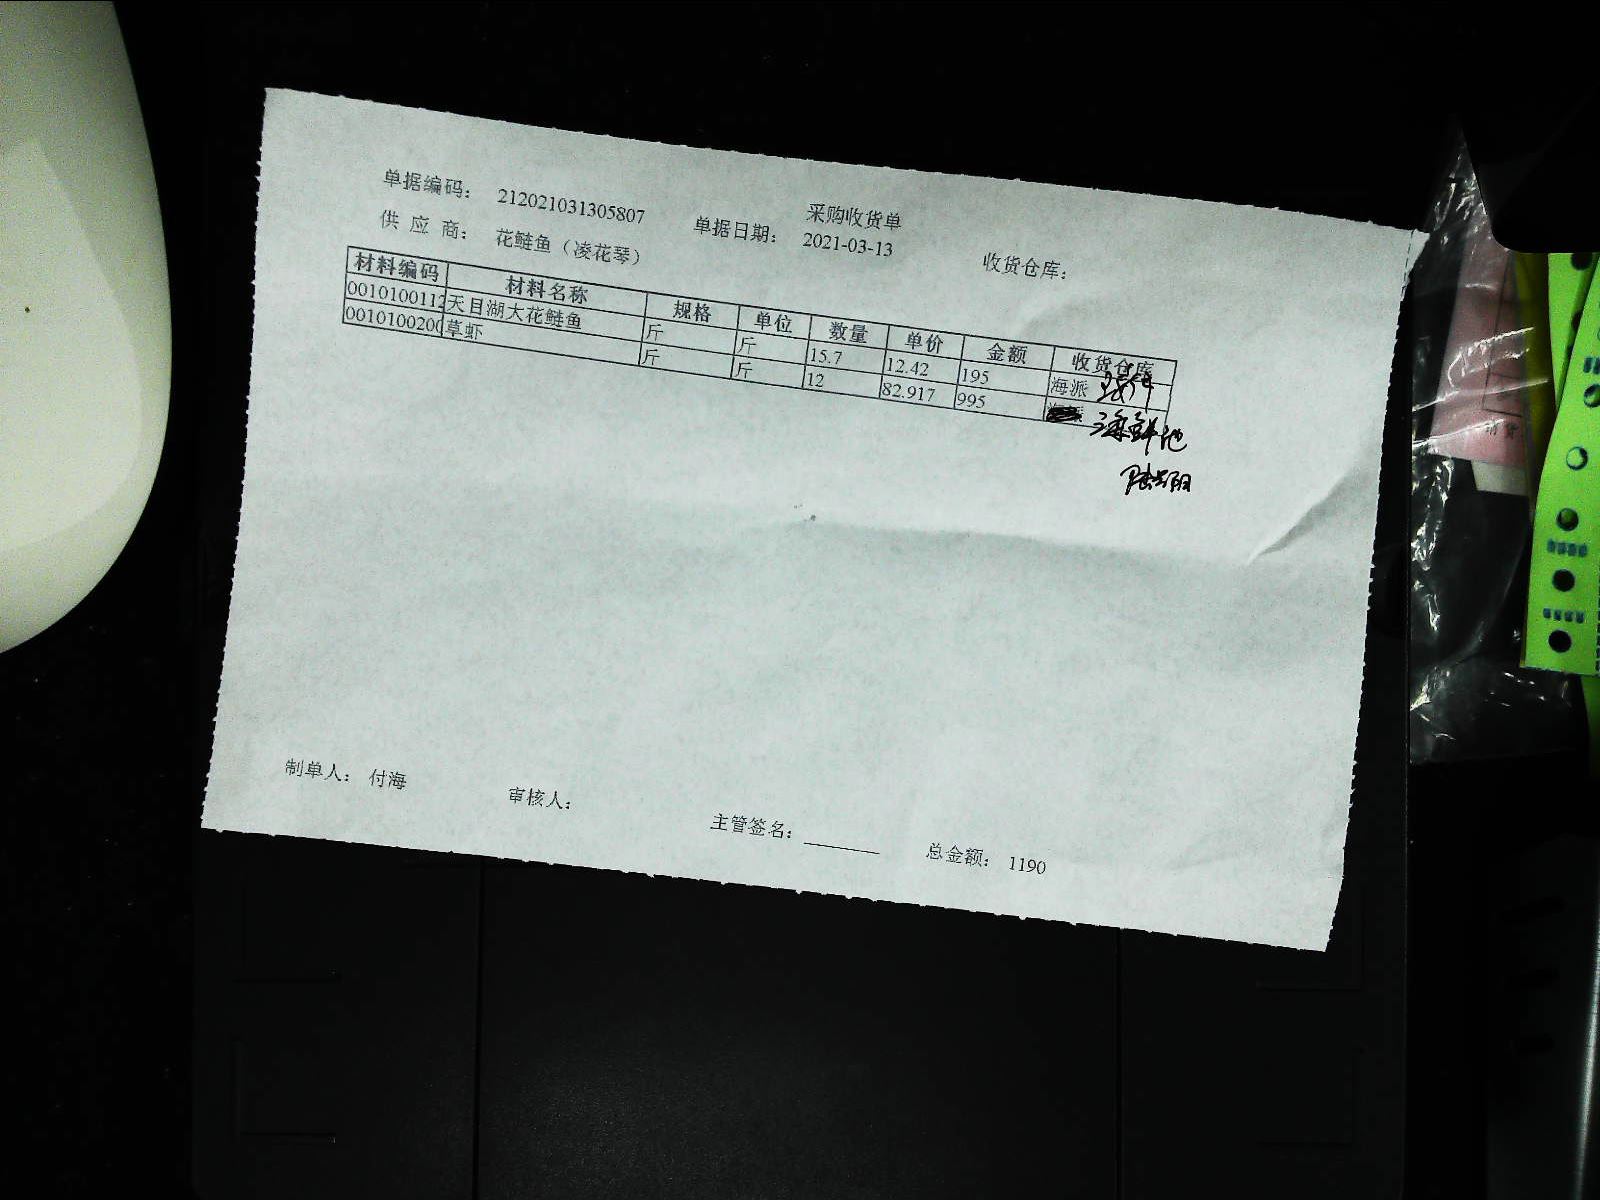 采购收货单
单据编码： 212021031305807 单据日期： 2021-03-13 收货仓库：
供 应 商： 花鲢鱼（凌花琴）
材料编码 材料名称 规格 单位 数量 单价 金额 收货仓库
0010100112 天目湖大花鲢鱼 斤 斤 15.7 12.42 195 海派
001010020 草虾 斤 斤 12 82.917 995
海鲜池
制单人： 付海 审核人： 主管签名： 总金额： 1190